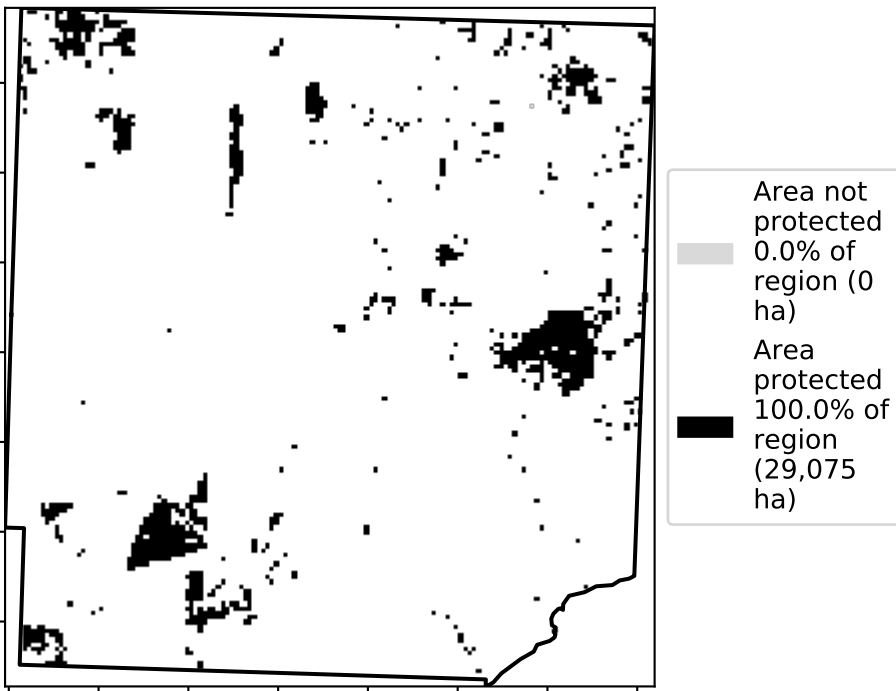 Area not
protected
0.0% of
region (0
ha)
Area
protected
100.0% of
region
(29,075
ha)